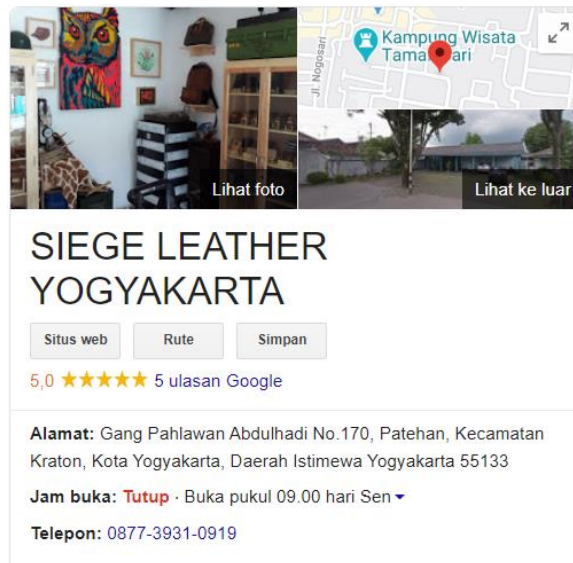 Kampung Wisata
Taman Sari
Jl. Nogosari
Lihat foto
Lihat ke luar
SIEGE LEATHER
YOGYAKARTA
Situs web
Rute
Simpan
5,0 ★★★★★ 5 ulasan Google
Alamat: Gang Pahlawan Abdulhadi No.170, Patehan, Kecamatan
Kraton, Kota Yogyakarta, Daerah Istimewa Yogyakarta 55133
Jam buka: Tutup · Buka pukul 09.00 hari Sen
Telepon: 0877-3931-0919